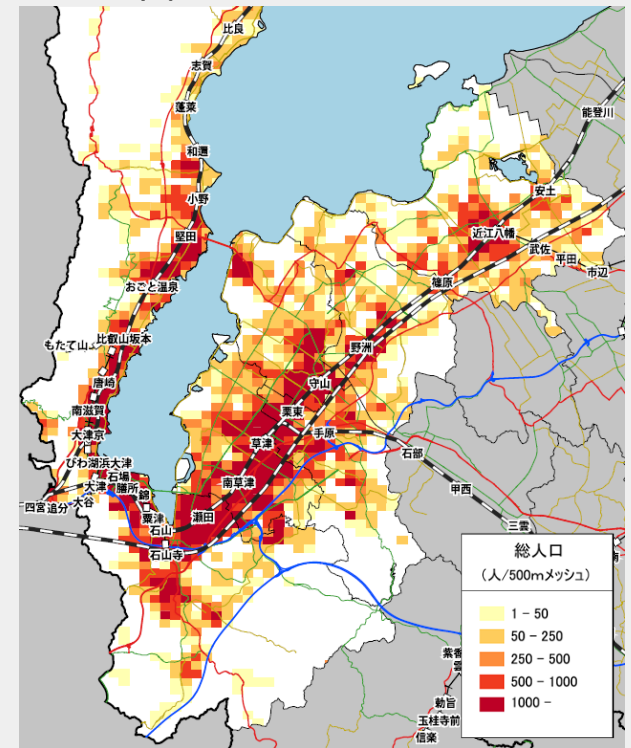 比良
志賀
蓬莱
和邇
小野
堅田
おごと温泉
比叡山坂本
もたて山
唐崎
南滋賀
大津京
びわ湖浜大津
石場
膳所
錦
大津
大谷
四宮
追分
粟津
石山
石山寺
瀬田
南草津
草津
手原
栗東
守山
野洲
篠原
近江八幡
武佐
平田
市辺
安土
能登川
石部
甲西
三雲
南
総人口
(人/500mメッシュ)
1 - 50
50 - 250
250 - 500
500 - 1000
1000 -
紫香
雲
勅旨
玉桂寺前
信楽